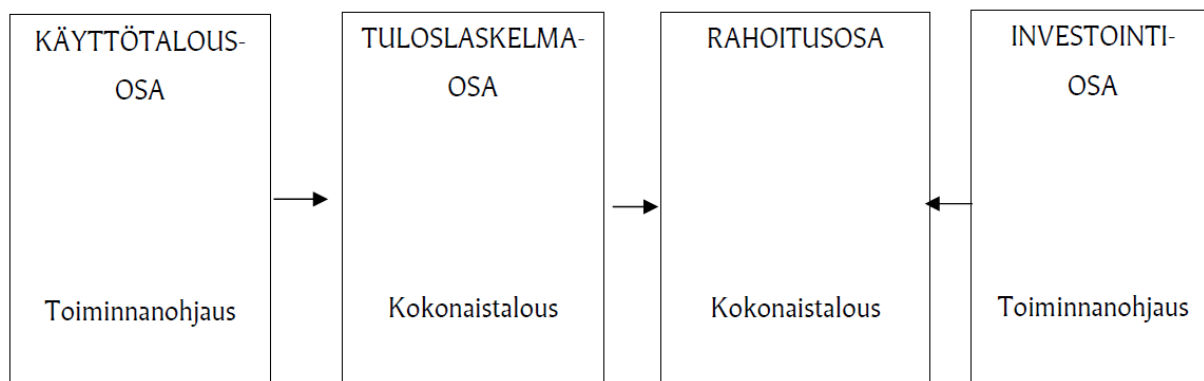 KÄYTTÖTALOUS-
OSA
Toiminnanohjaus
TULOSLASKELMA-
OSA
Kokonaistalous
RAHOITUSOSA
Kokonaistalous
INVESTOINTI-
OSA
Toiminnanohjaus